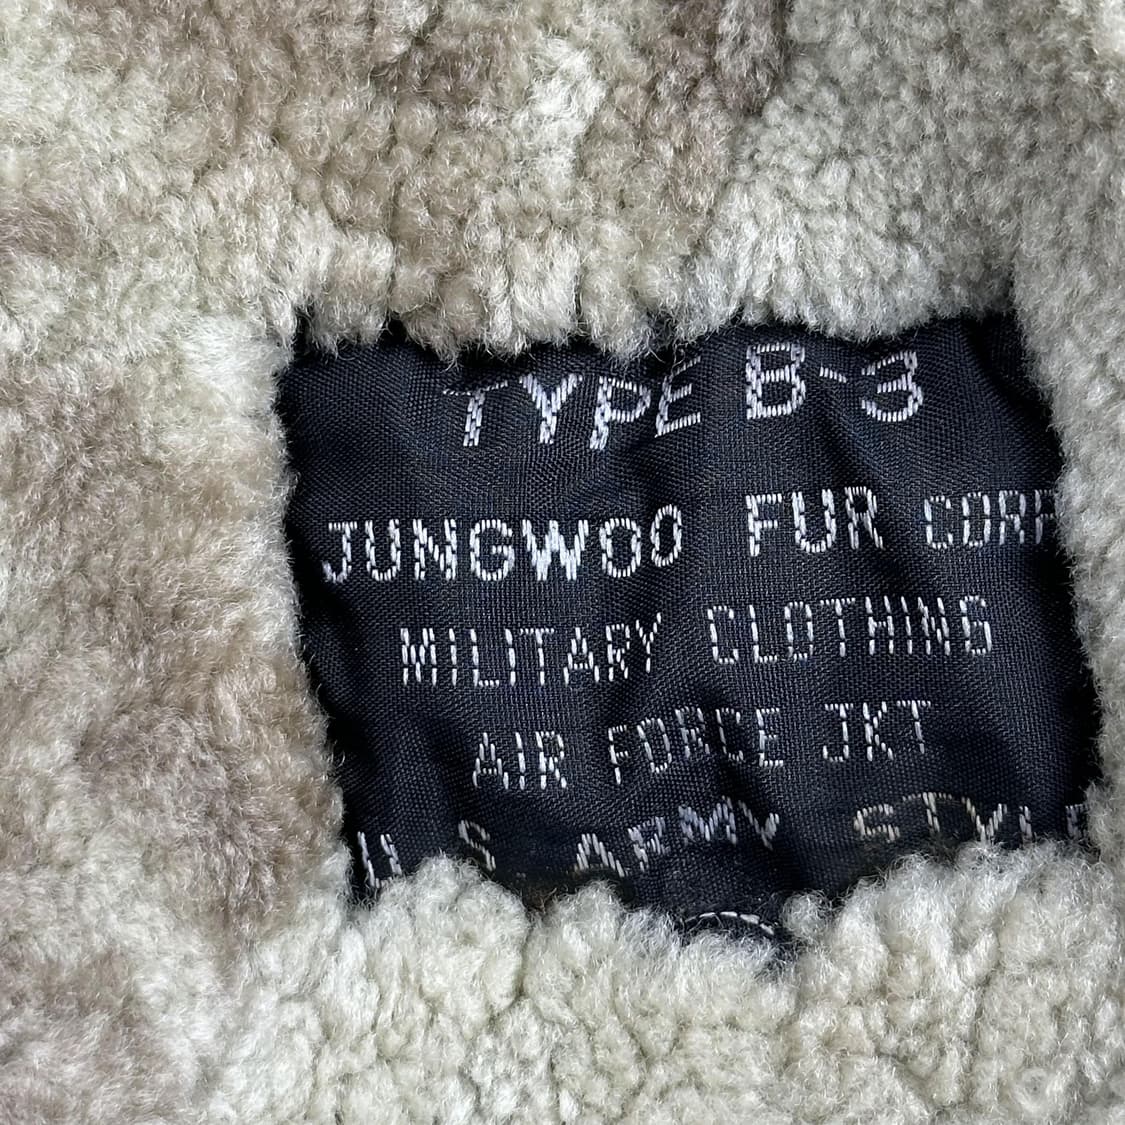 TYPE B-3
JUNGWOO FUR CORP
MILITARY CLOTHING
AIR FORCE JKT
U.S. ARMY STYLE